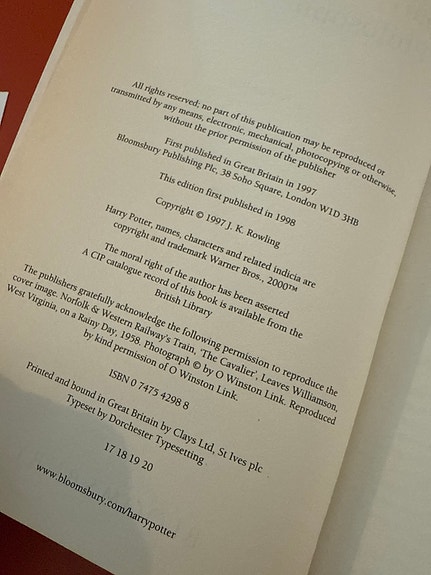 All rights reserved; no part of this publication may be reproduced or
transmitted by any means, electronic, mechanical, photocopying or otherwise,
without the prior permission of the publisher
First published in Great Britain in 1997
Bloomsbury Publishing Plc, 38 Soho Square, London W1D 3HB
This edition first published in 1998
Copyright © 1997 J. K. Rowling
Harry Potter, names, characters and related indicia are
copyright and trademark Warner Bros., 2000™
The moral right of the author has been asserted
A CIP catalogue record of this book is available from the
British Library
The publishers gratefully acknowledge the following permission to reproduce the
cover image. Norfolk & Western Railway's Train, 'The Cavalier', Leaves Williamson,
West Virginia, on a Rainy Day, 1958. Photograph © by O Winston Link. Reproduced
by kind permission of O Winston Link.
ISBN 0 7475 4298 8
Printed and bound in Great Britain by Clays Ltd, St Ives plc
Typeset by Dorchester Typesetting
17 18 19 20
www.bloomsbury.com/harrypotter